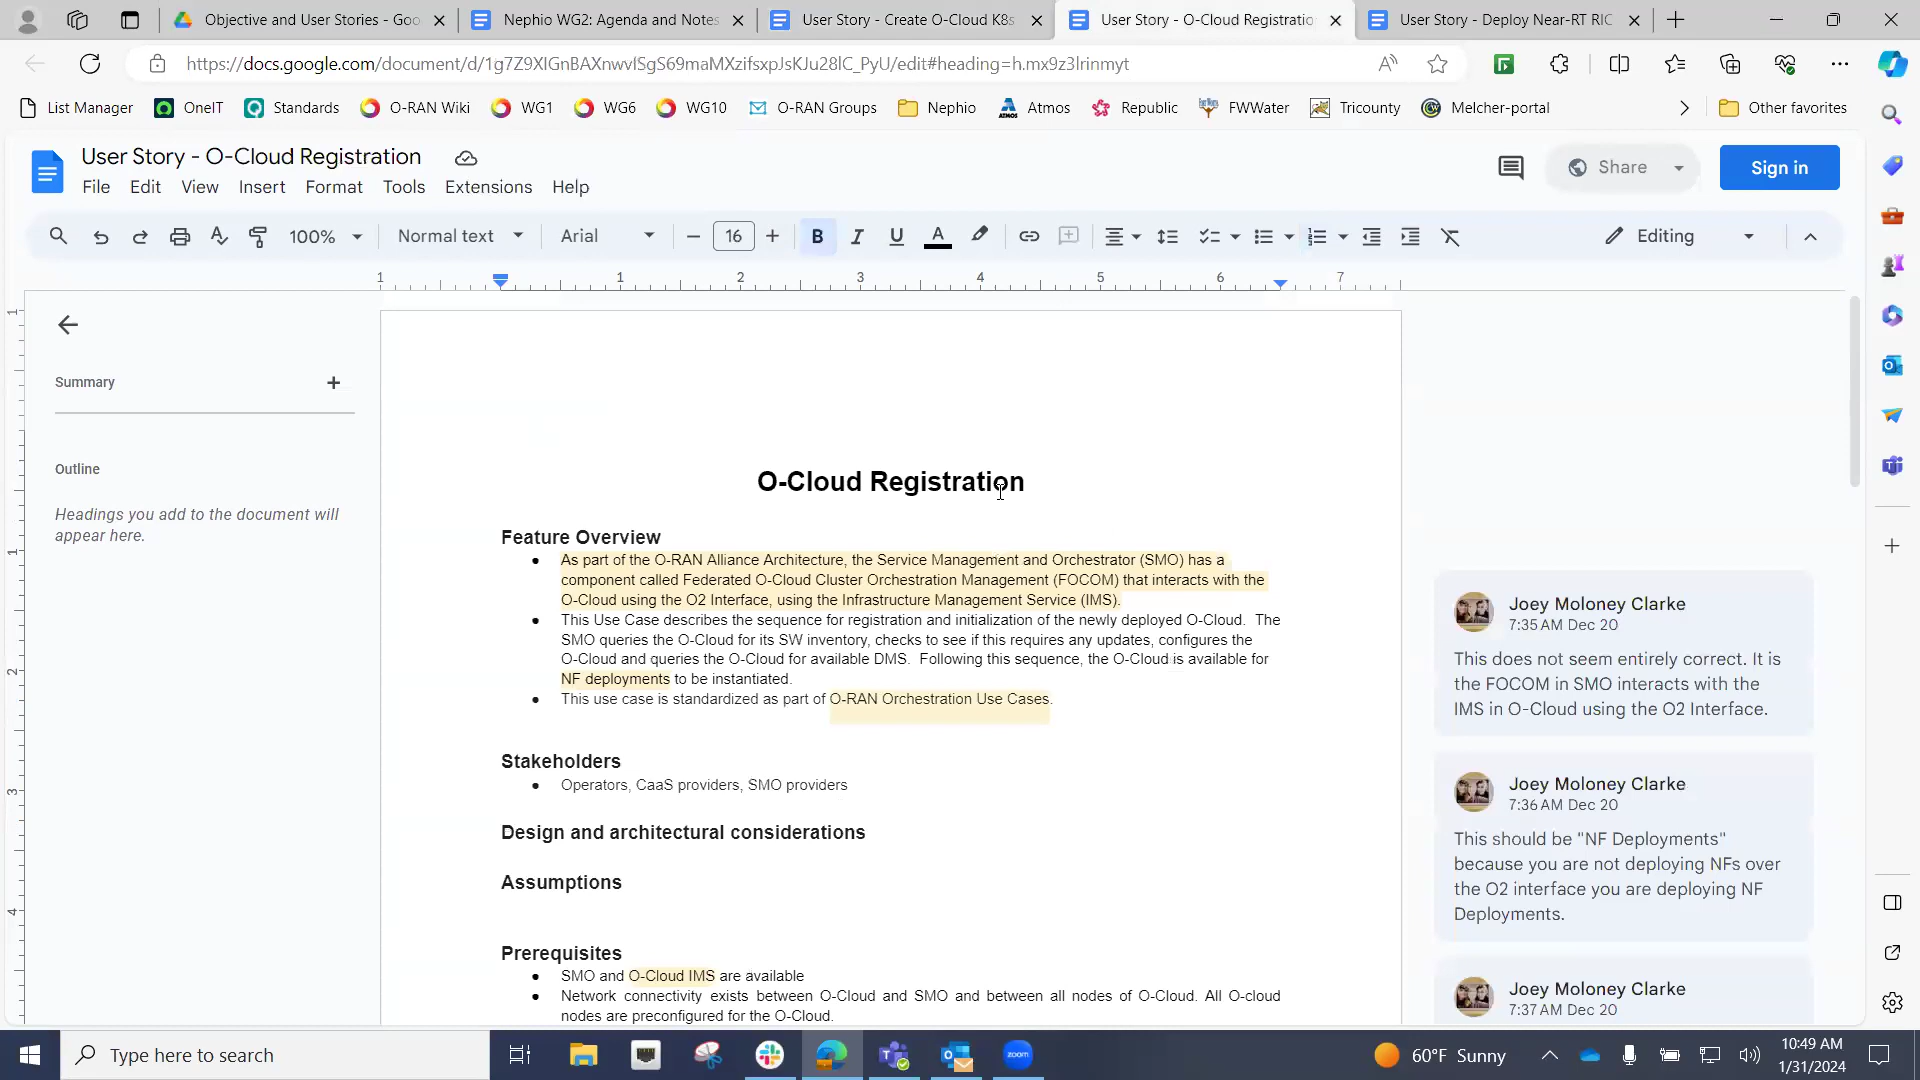 Objective and User Stories - Goo
Nephio WG2: Agenda and Notes
User Story - Create O-Cloud K8s
User Story - O-Cloud Registratio
User Story - Deploy Near-RT RIC
List Manager
OneIT
Standards
O-RAN Wiki
WG1
WG6
WG10
O-RAN Groups
Nephio
Atmos
Republic
FWWater
Tricounty
Melcher-portal
Other favorites
User Story - O-Cloud Registration
File Edit View Insert Format Tools Extensions Help
Share
Sign in
100%
Normal text
Arial
16
Editing
1 1 2 3 4 5 6 7
Summary
Outline
Headings you add to the document will
appear here.
O-Cloud Registration
Feature Overview
● As part of the O-RAN Alliance Architecture, the Service Management and Orchestrator (SMO) has a
component called Federated O-Cloud Cluster Orchestration Management (FOCOM) that interacts with the
O-Cloud using the O2 Interface, using the Infrastructure Management Service (IMS).
● This Use Case describes the sequence for registration and initialization of the newly deployed O-Cloud. The
SMO queries the O-Cloud for its SW inventory, checks to see if this requires any updates, configures the
O-Cloud and queries the O-Cloud for available DMS. Following this sequence, the O-Cloud is available for
NF deployments to be instantiated.
● This use case is standardized as part of O-RAN Orchestration Use Cases.
Stakeholders
● Operators, CaaS providers, SMO providers
Design and architectural considerations
Assumptions
Prerequisites
● SMO and O-Cloud IMS are available
● Network connectivity exists between O-Cloud and SMO and between all nodes of O-Cloud. All O-cloud
nodes are preconfigured for the O-Cloud.
Joey Moloney Clarke
7:35 AM Dec 20
This does not seem entirely correct. It is
the FOCOM in SMO interacts with the
IMS in O-Cloud using the O2 Interface.
Joey Moloney Clarke
7:36 AM Dec 20
This should be "NF Deployments"
because you are not deploying NFs over
the O2 interface you are deploying NF
Deployments.
Joey Moloney Clarke
7:37 AM Dec 20
Type here to search
zoom
60°F Sunny
10:49 AM
1/31/2024